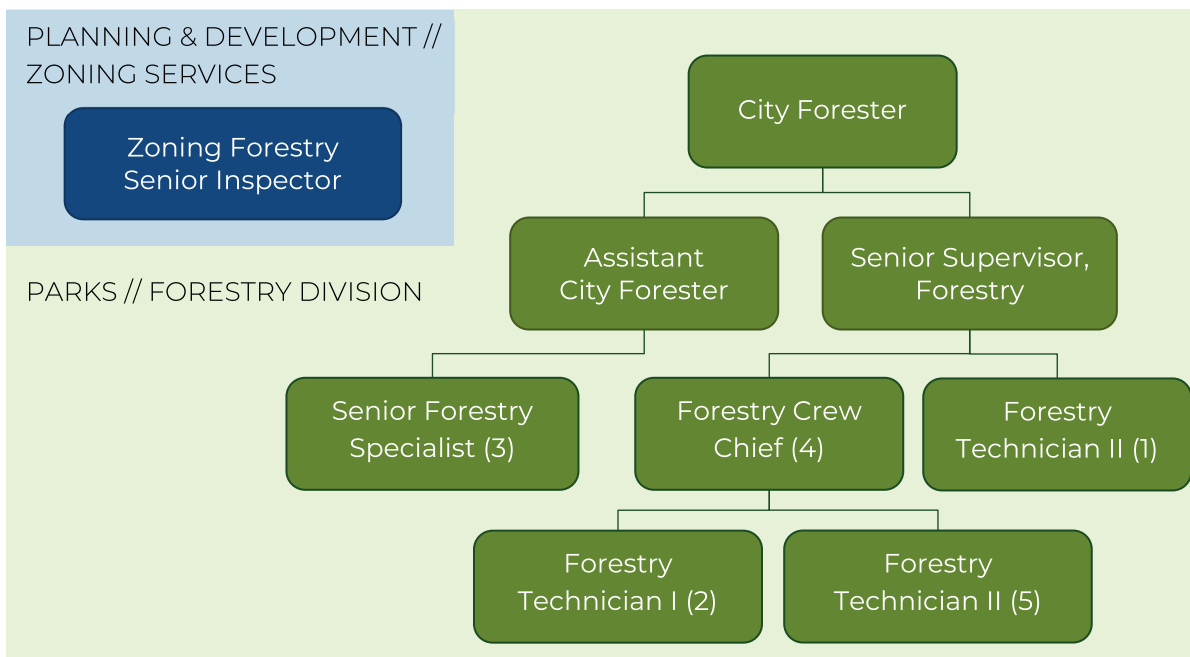 PLANNING & DEVELOPMENT //
ZONING SERVICES
Zoning Forestry
Senior Inspector
PARKS // FORESTRY DIVISION
City Forester
Assistant
City Forester
Senior Supervisor,
Forestry
Senior Forestry
Specialist (3)
Forestry Crew
Chief (4)
Forestry
Technician II (1)
Forestry
Technician I (2)
Forestry
Technician II (5)